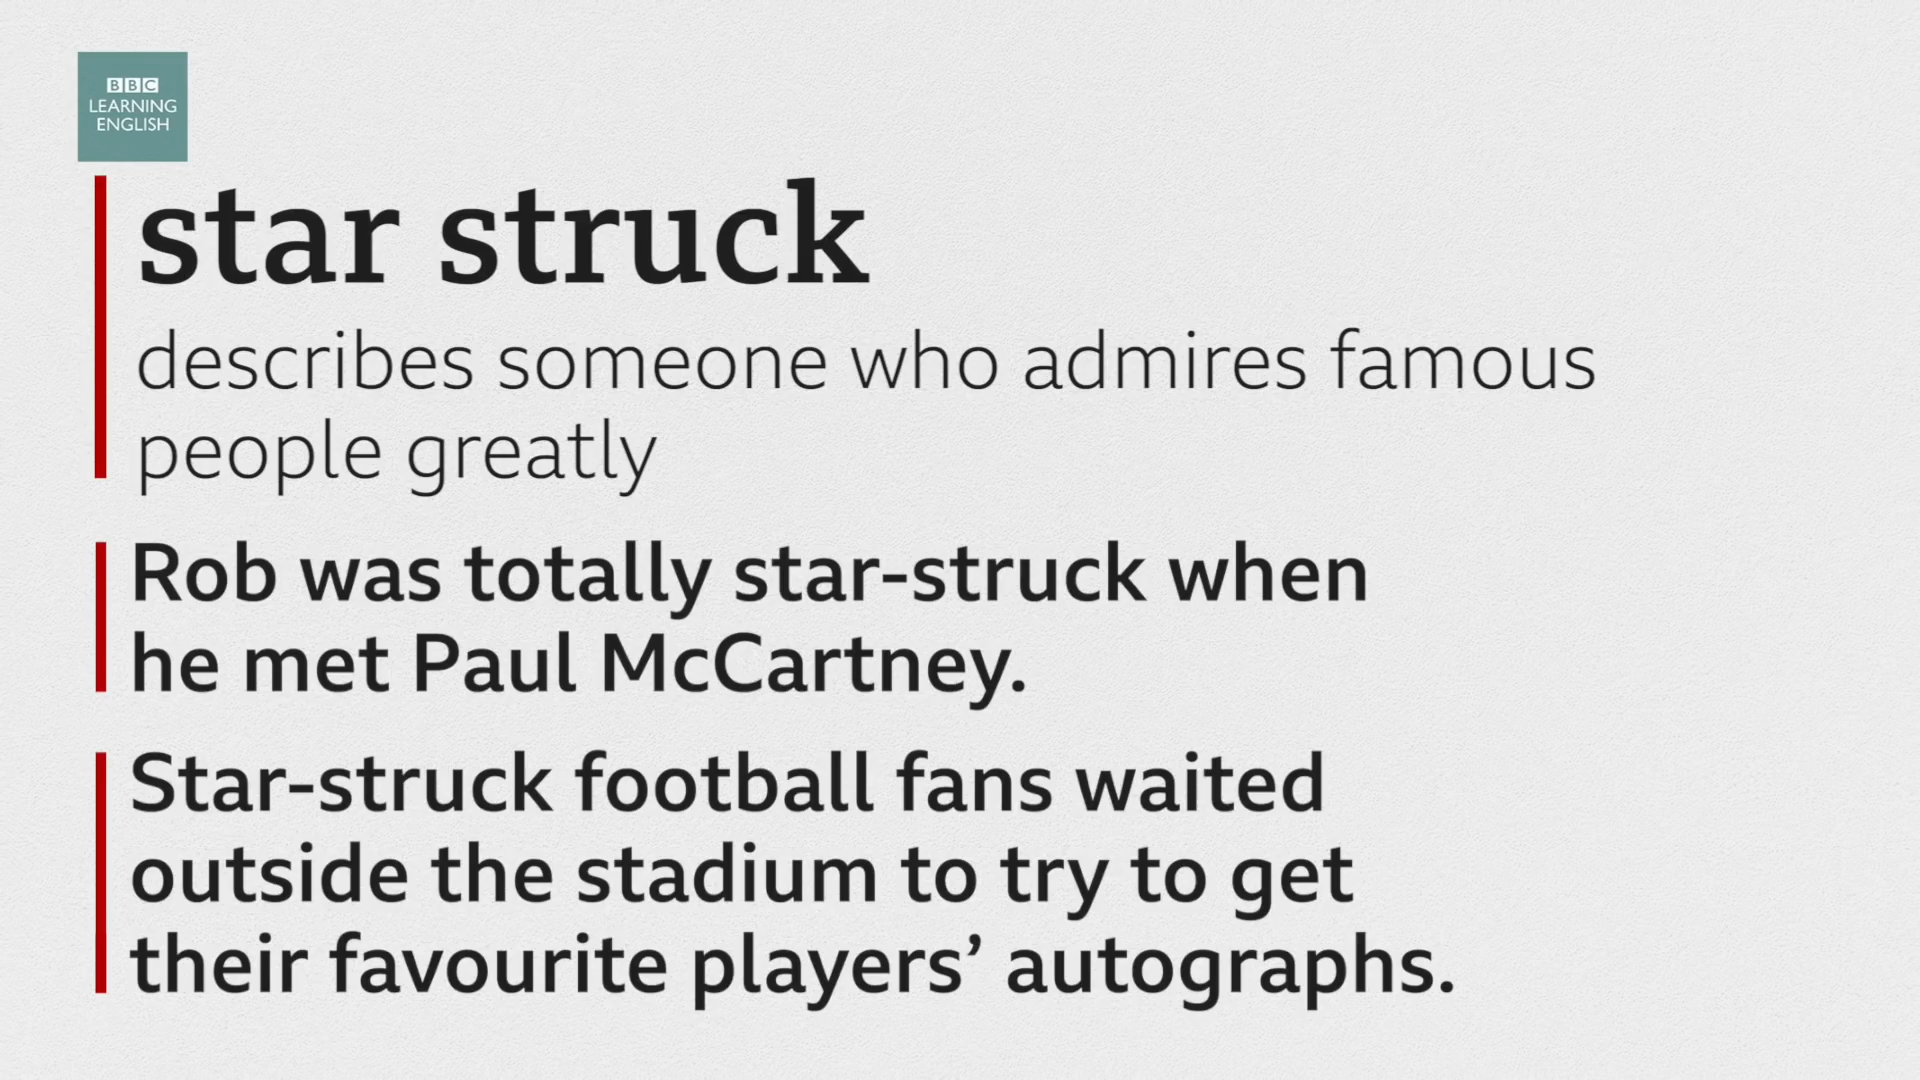 BBC
LEARNING
ENGLISH
star struck
describes someone who admires famous
people greatly
Rob was totally star-struck when
he met Paul McCartney.
Star-struck football fans waited
outside the stadium to try to get
their favourite players’ autographs.